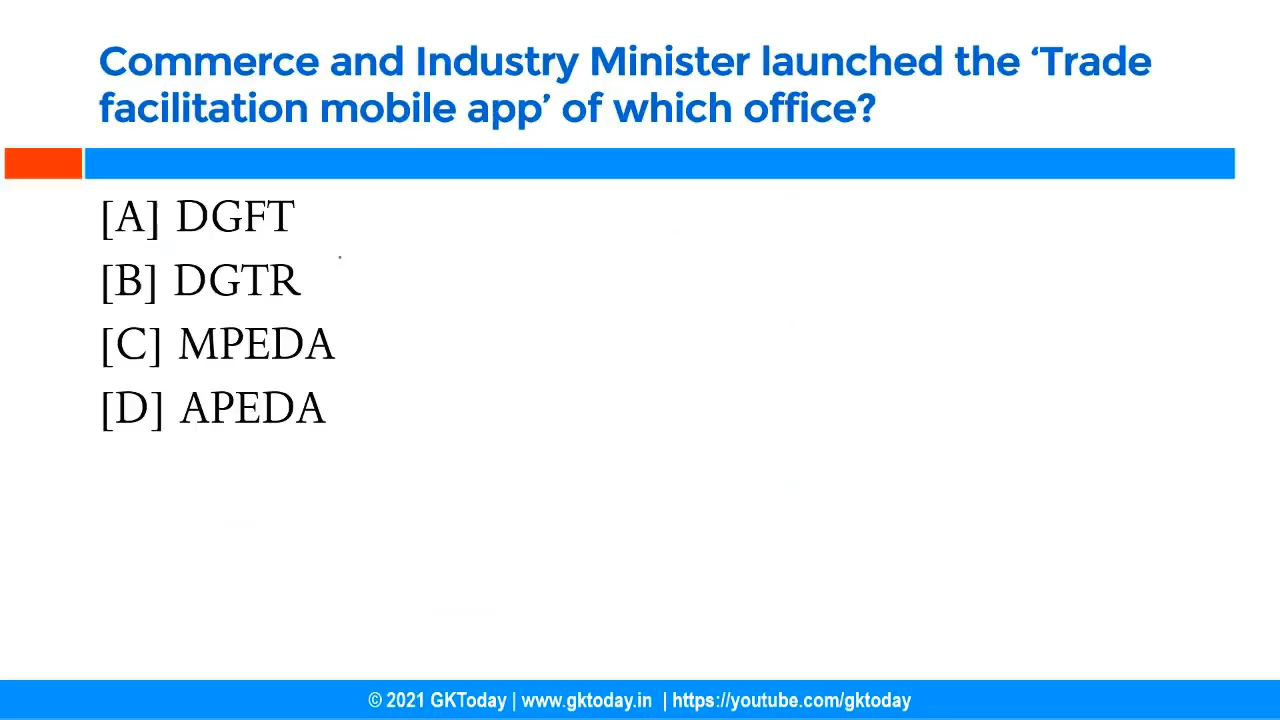 Commerce and Industry Minister launched the ‘Trade
facilitation mobile app’ of which office?
[A] DGFT
[B] DGTR
[C] MPEDA
[D] APEDA
© 2021 GKToday | www.gktoday.in | https://youtube.com/gktoday